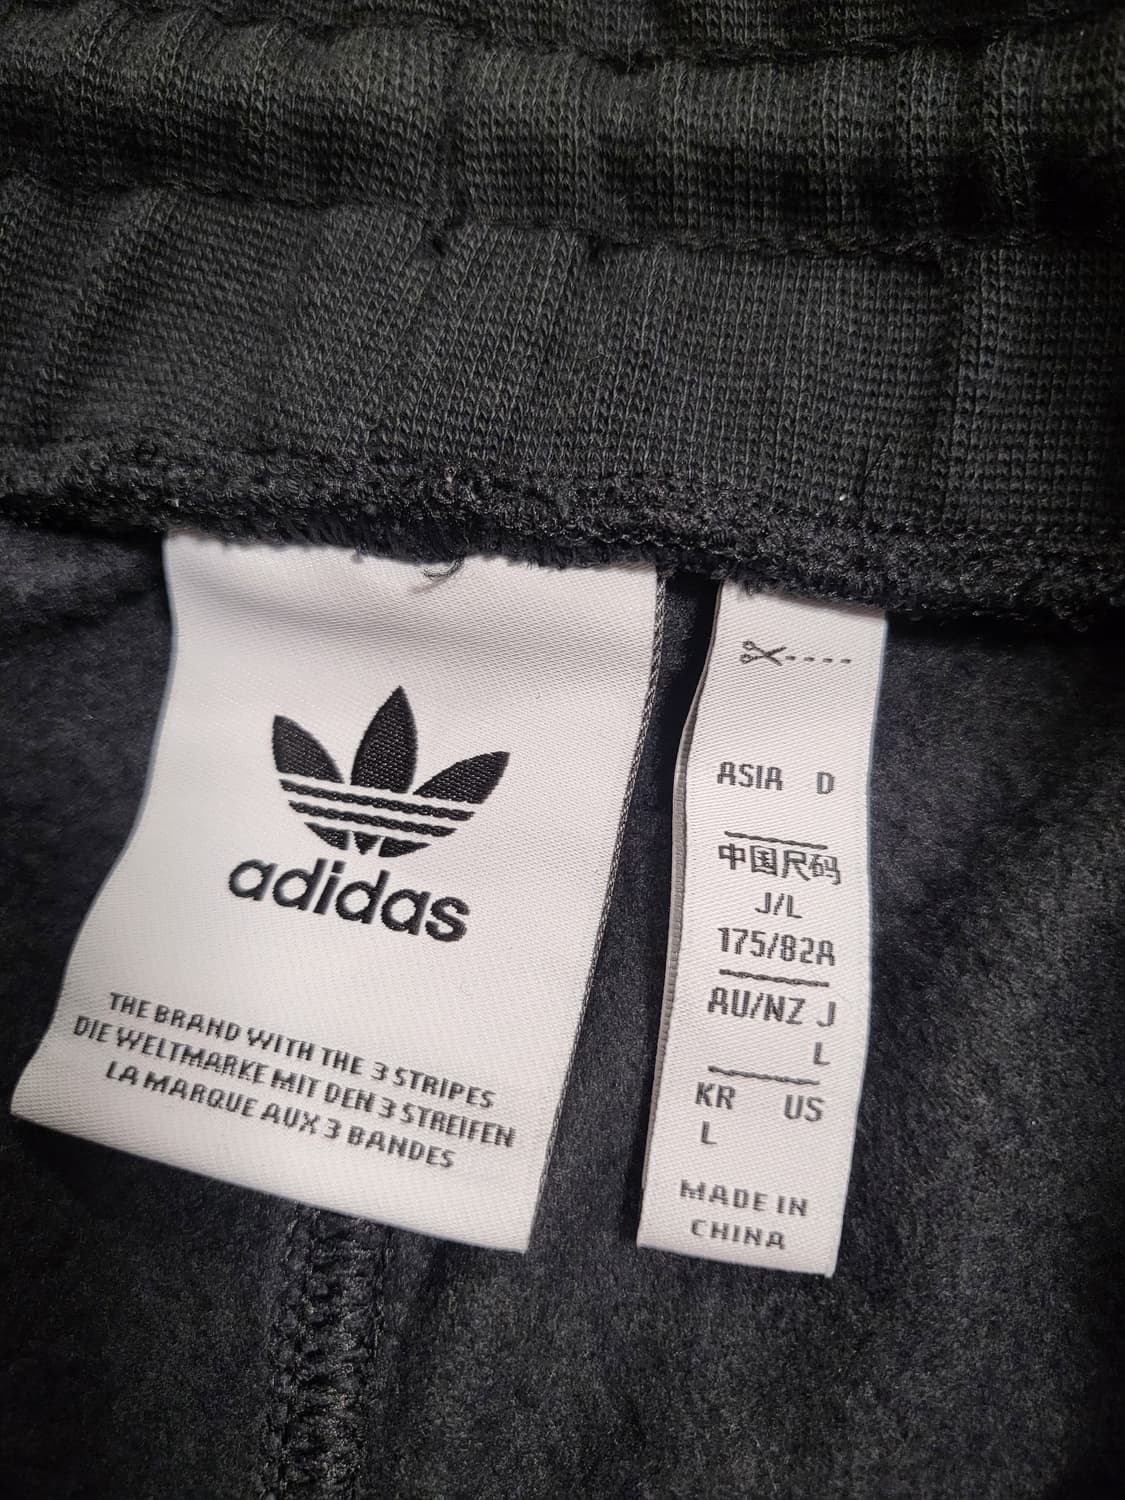 adidas
THE BRAND WITH THE 3 STRIPES
DIE WELTMARKE MIT DEN 3 STREIFEN
LA MARQUE AUX 3 BANDES
ASIA D
中国尺码
J/L
175/82A
AU/NZ J
L
KR US
L
MADE IN
CHINA